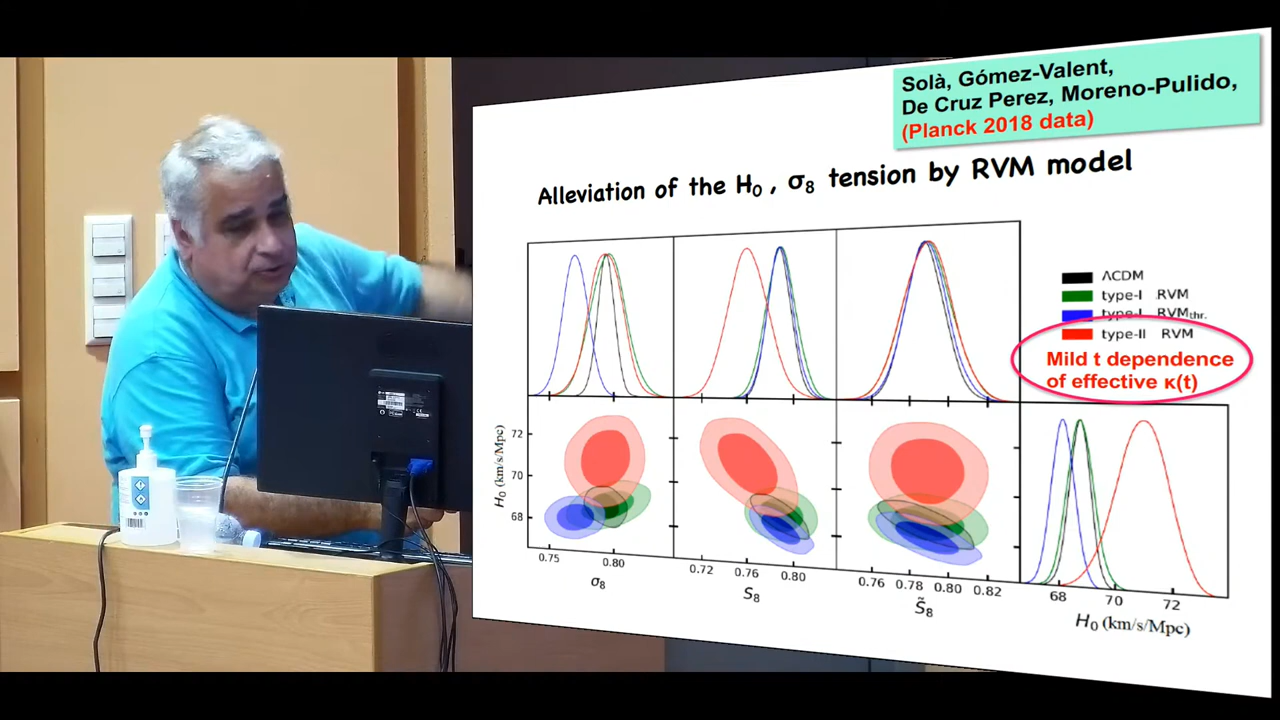 Solà, Gómez-Valent,
De Cruz Perez, Moreno-Pulido,
(Planck 2018 data)
Alleviation of the H₀ , σ₈ tension by RVM model
ΛCDM
type-I RVM
type-I RVMthr.
type-II RVM
Mild t dependence
of effective κ(t)
H₀ (km/s/Mpc)
72
70
68
0.75 0.80
σ₈
0.72 0.76 0.80
S₈
0.76 0.78 0.80 0.82
S̃₈
68 70 72
H₀ (km/s/Mpc)